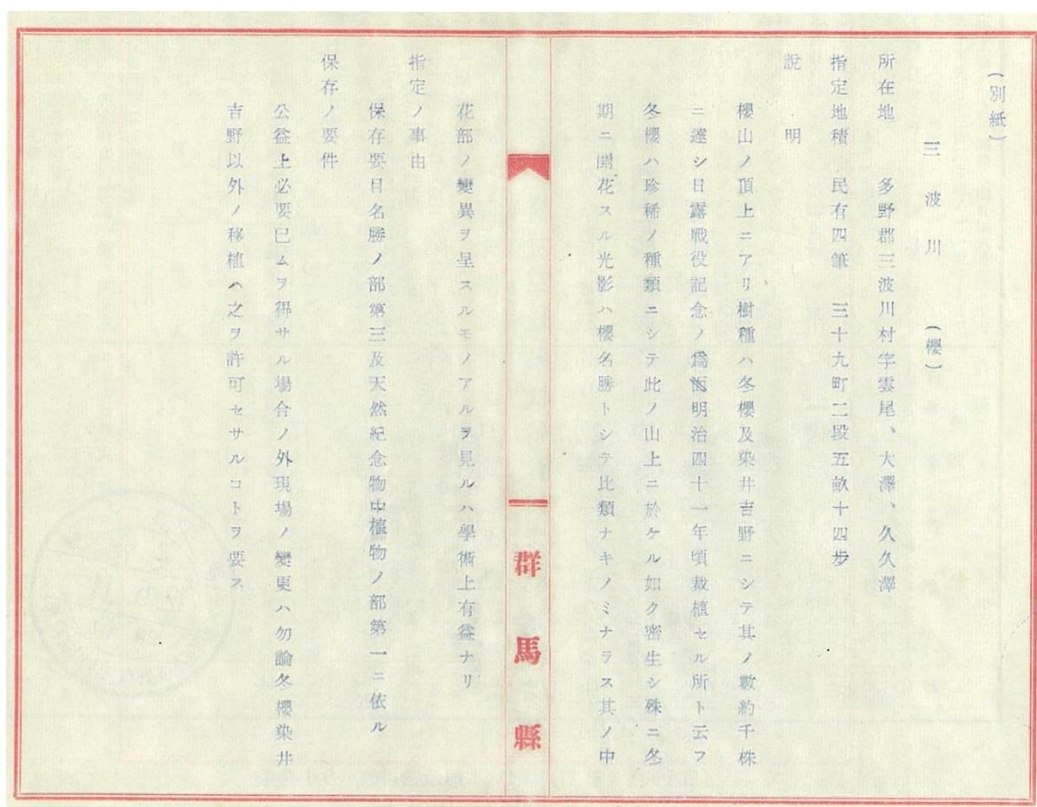 (別紙)
三波川 (櫻)
所在地 多野郡三波川村字雲尾、大澤、久久澤
指定地積 民有四筆 三十九町二段五畝十四歩
説明
櫻山ノ頂上ニアリ樹種ハ冬櫻及染井吉野ニシテ其ノ數約千株
ニ達シ日露戰役記念ノ爲メ明治四十一年頃栽植セル所ト云フ
冬櫻ハ珍稀ノ種類ニシテ此ノ山上ニ於ケル如ク密生シ殊ニ冬
期ニ開花スル光影ハ櫻名勝トシテ比類ナキノミナラス其ノ中
花部ノ變異ヲ呈スルモノアルヲ見ルハ學術上有益ナリ
指定ノ事由
保存要目名勝ノ部第三及天然紀念物中植物ノ部第一ニ依ル
保存ノ要件
公益上必要已ムヲ得サル場合ノ外現場ノ變更ハ勿論冬櫻染井
吉野以外ノ移植ハ之ヲ許可セサルコトヲ要ス
群馬縣